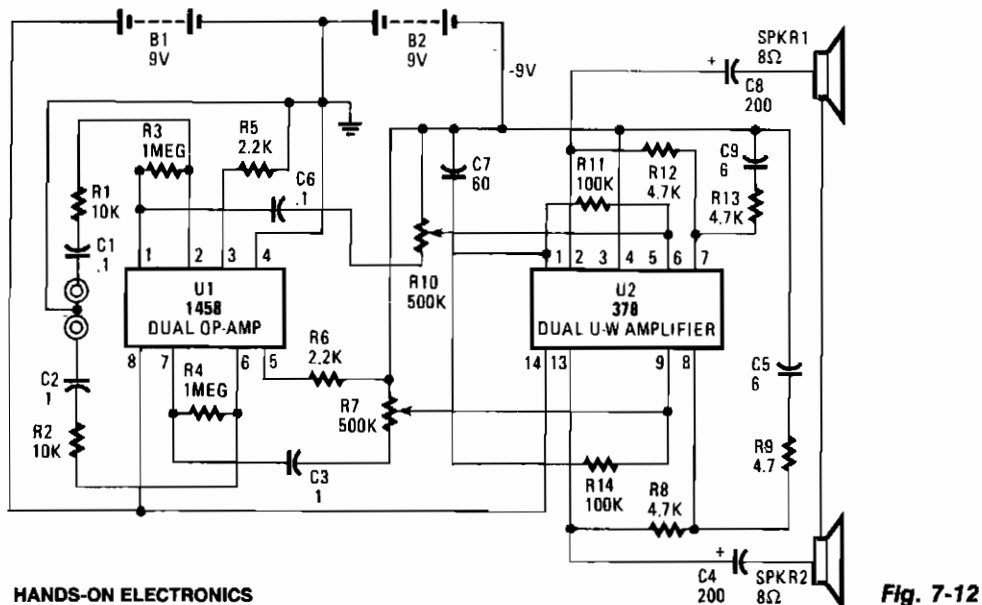 B1
9V
B2
9V
-9V
SPKR1
8Ω
+
C8
200
R3
1MEG
R5
2.2K
C6
.1
R1
10K
C1
.1
C7
60
R11
100K
R12
4.7K
C9
6
R13
4.7K
1 2 3 4
R10
500K
1 2 3 4 5 6 7
U1
1458
DUAL OP-AMP
U2
378
DUAL U-W AMPLIFIER
8 7 6 5
14 13 9 8
C2
1
R4
1MEG
R6
2.2K
R7
500K
C5
6
R2
10K
C3
1
R14
100K
R8
4.7K
R9
4.7
+
C4
200
SPKR2
8Ω
HANDS-ON ELECTRONICS
Fig. 7-12